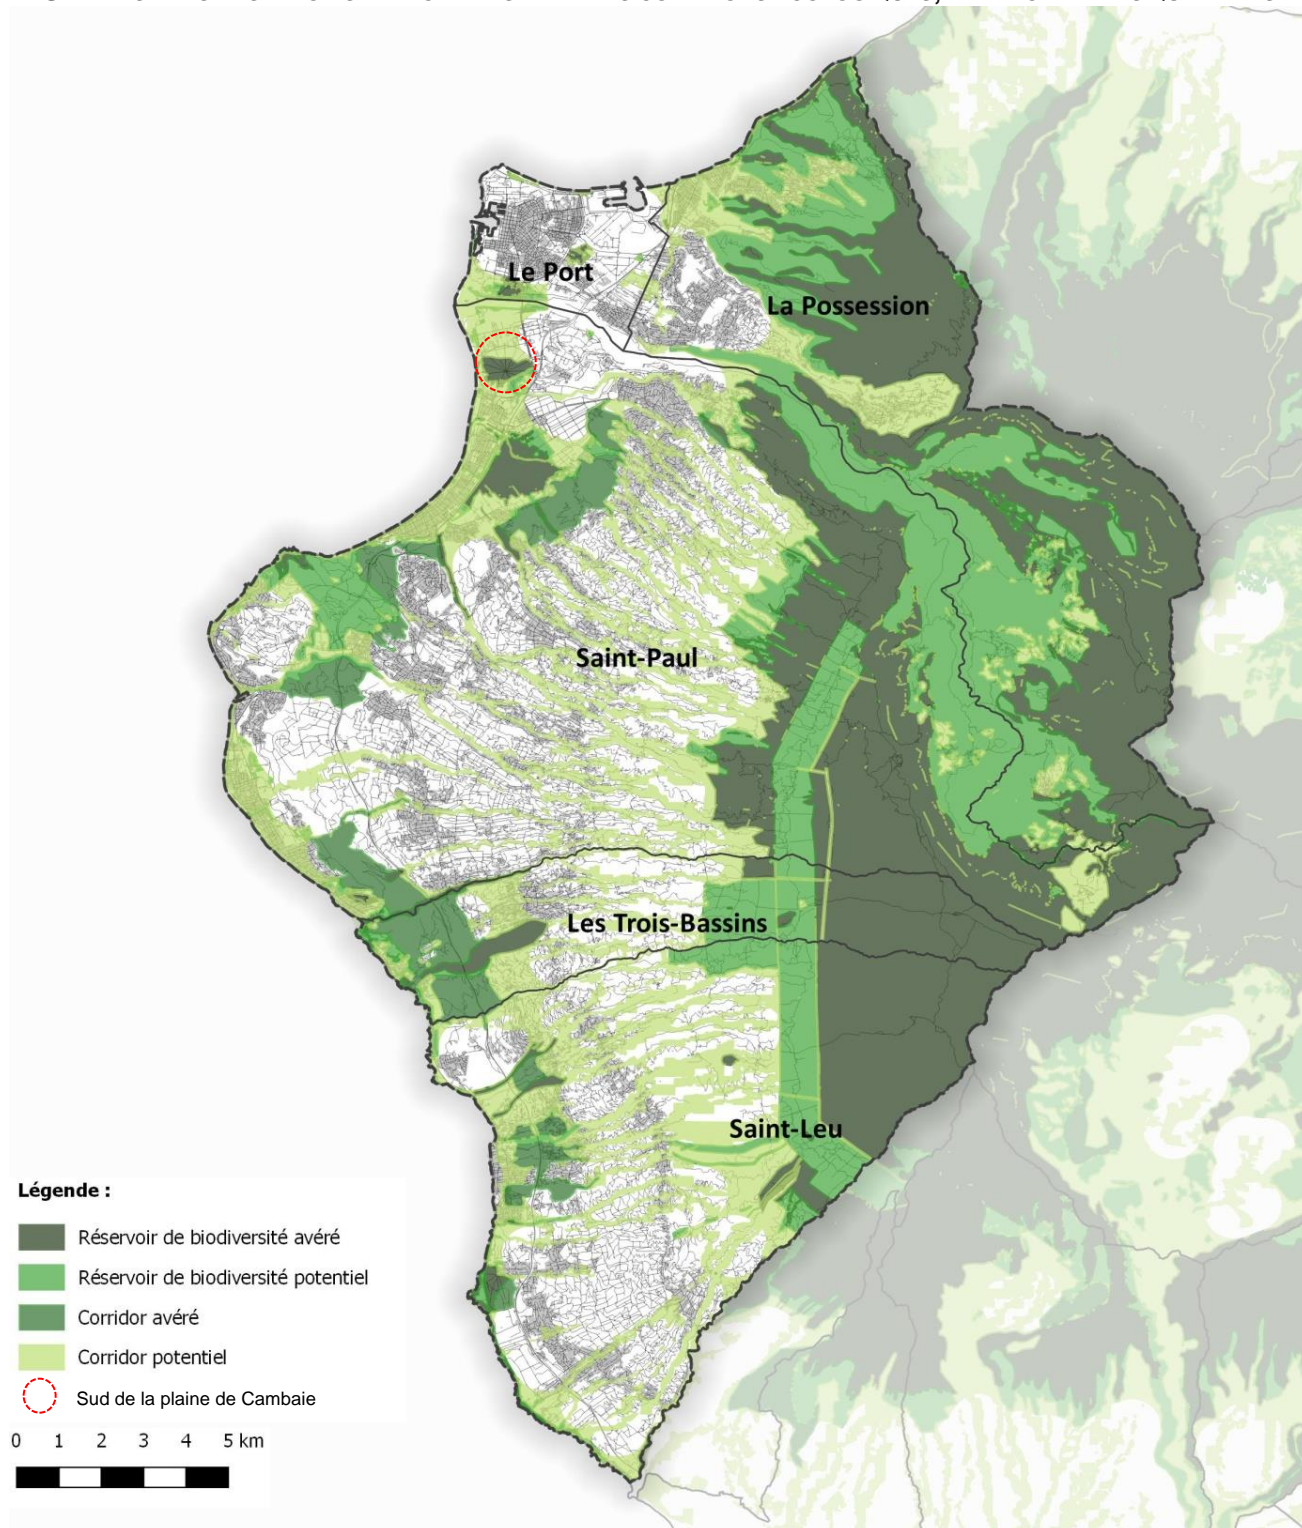 Le Port
La Possession
Saint-Paul
Les Trois-Bassins
Saint-Leu
Légende :
Réservoir de biodiversité avéré
Réservoir de biodiversité potentiel
Corridor avéré
Corridor potentiel
Sud de la plaine de Cambaie
0 1 2 3 4 5 km